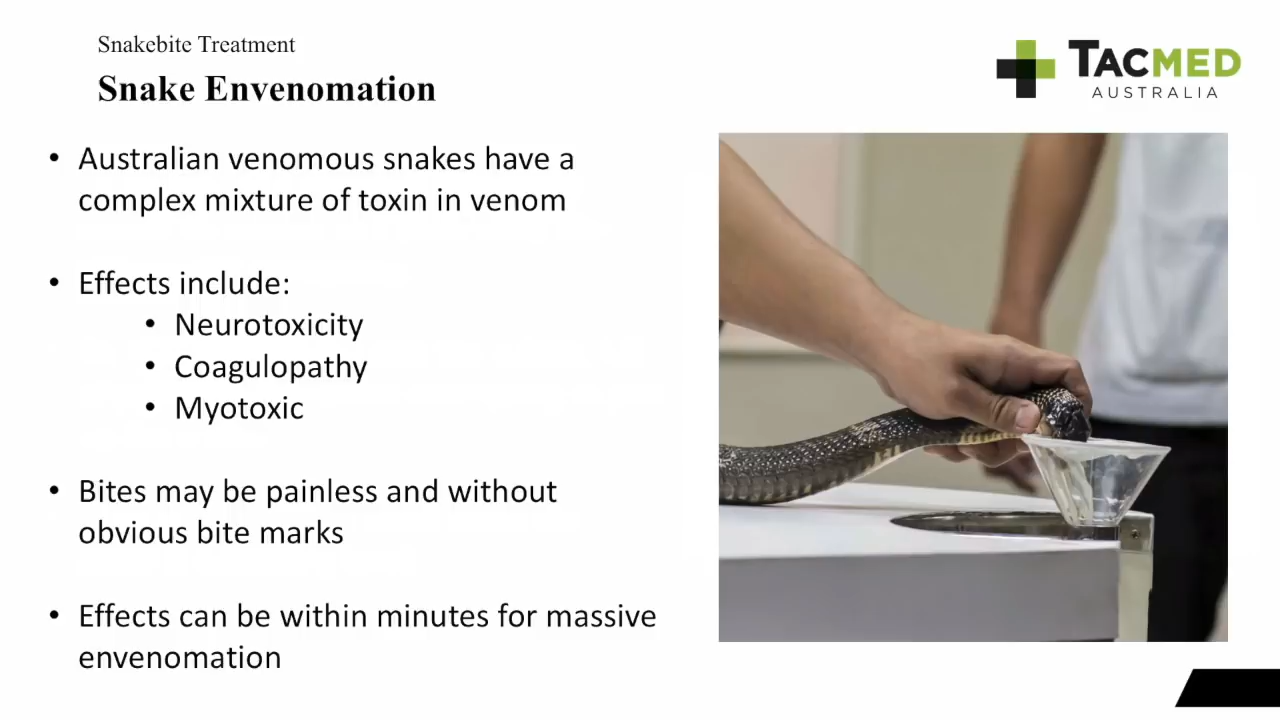 Snakebite Treatment
Snake Envenomation
TACMED
AUSTRALIA
• Australian venomous snakes have a
complex mixture of toxin in venom
• Effects include:
• Neurotoxicity
• Coagulopathy
• Myotoxic
• Bites may be painless and without
obvious bite marks
• Effects can be within minutes for massive
envenomation